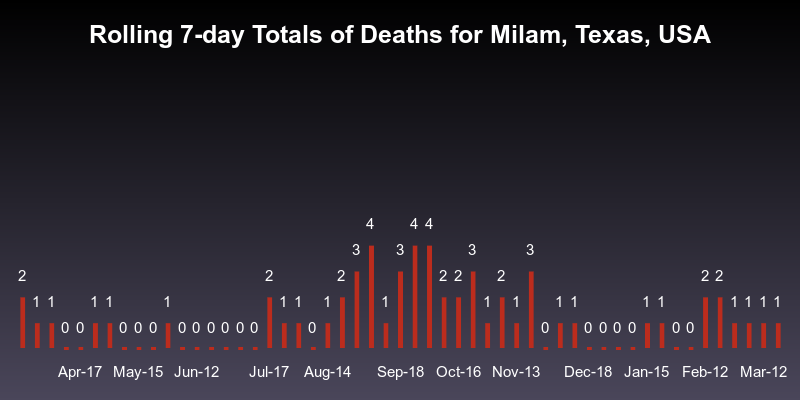 Rolling 7-day Totals of Deaths for Milam, Texas, USA
4 4 4
3 3 3 3
2 2 2 2 2 2 2 2
1 1 1 1 1 1 1 1 1 1 1 1 1 1 1 1 1 1
0 0 0 0 0 0 0 0 0 0 0 0 0 0 0 0 0 0 0
Apr-17 May-15 Jun-12 Jul-17 Aug-14 Sep-18 Oct-16 Nov-13 Dec-18 Jan-15 Feb-12 Mar-12